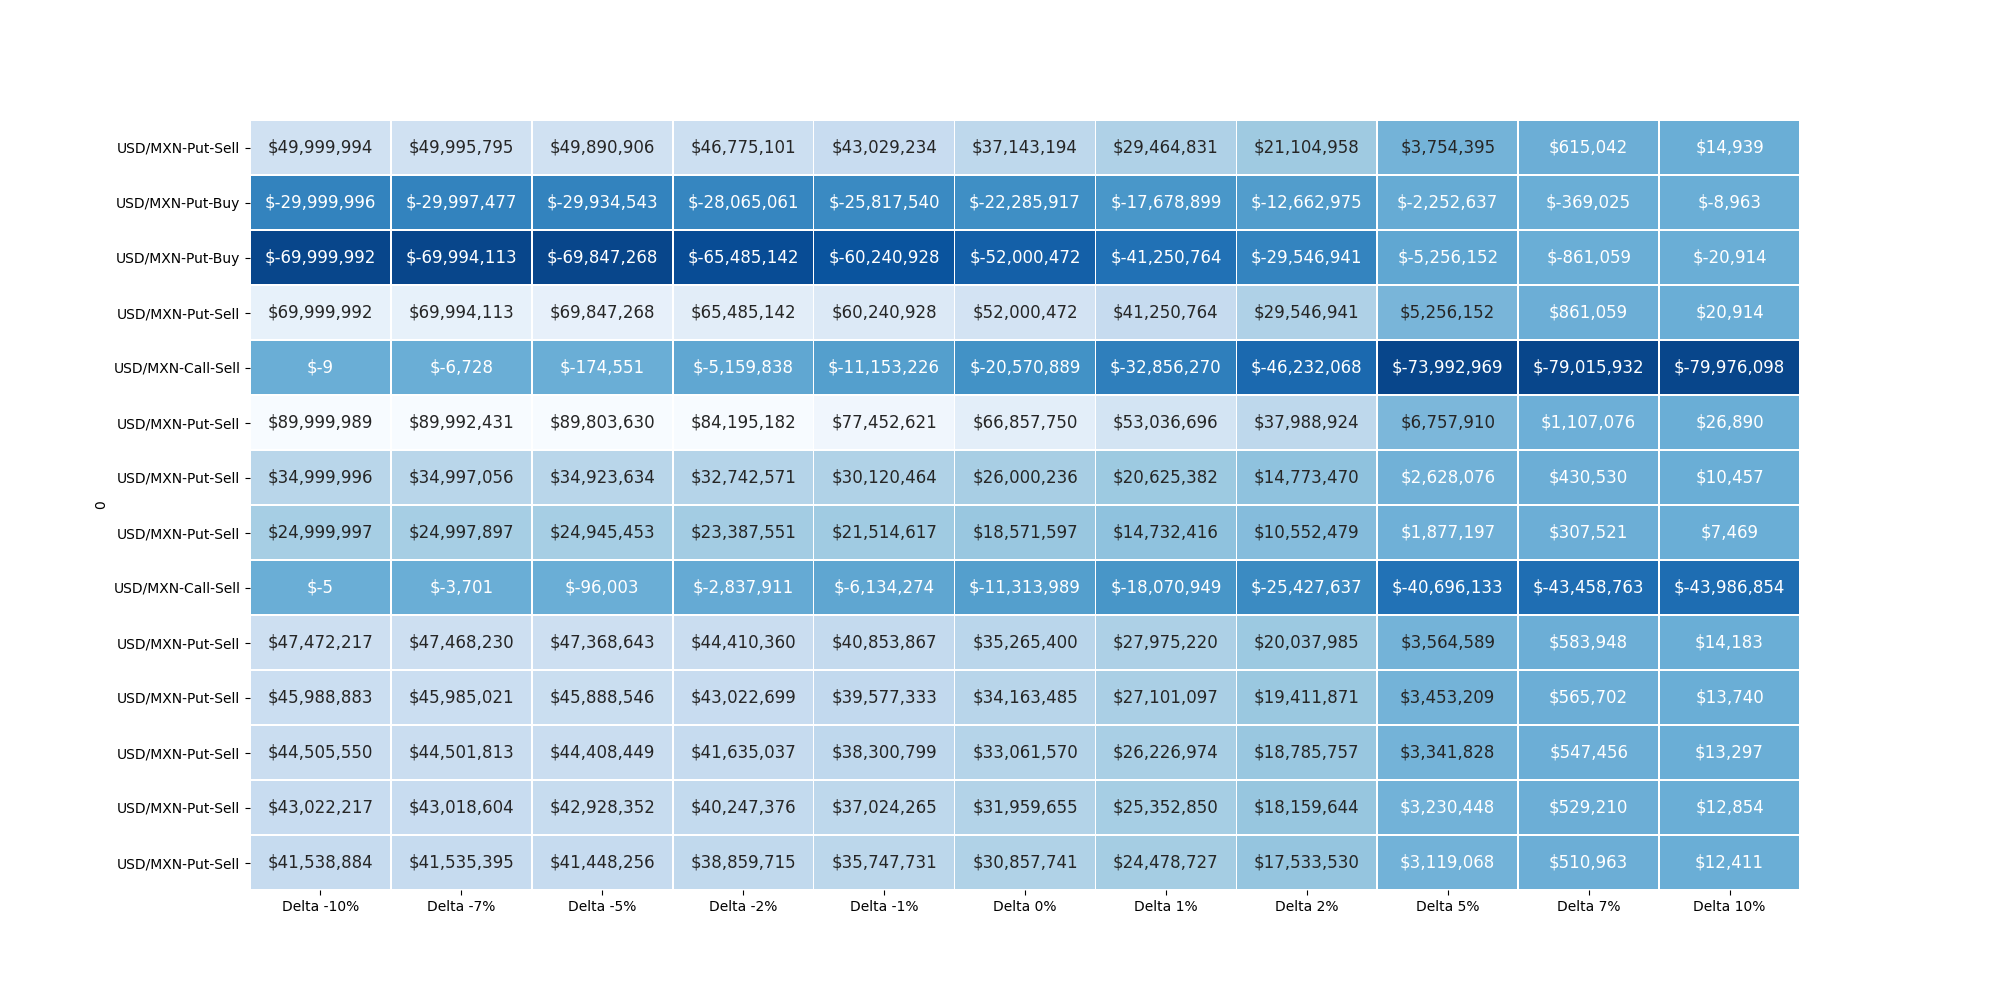 USD/MXN-Put-Sell $49,999,994 $49,995,795 $49,890,906 $46,775,101 $43,029,234 $37,143,194 $29,464,831 $21,104,958 $3,754,395 $615,042 $14,939
USD/MXN-Put-Buy $-29,999,996 $-29,997,477 $-29,934,543 $-28,065,061 $-25,817,540 $-22,285,917 $-17,678,899 $-12,662,975 $-2,252,637 $-369,025 $-8,963
USD/MXN-Put-Buy $-69,999,992 $-69,994,113 $-69,847,268 $-65,485,142 $-60,240,928 $-52,000,472 $-41,250,764 $-29,546,941 $-5,256,152 $-861,059 $-20,914
USD/MXN-Put-Sell $69,999,992 $69,994,113 $69,847,268 $65,485,142 $60,240,928 $52,000,472 $41,250,764 $29,546,941 $5,256,152 $861,059 $20,914
USD/MXN-Call-Sell $-9 $-6,728 $-174,551 $-5,159,838 $-11,153,226 $-20,570,889 $-32,856,270 $-46,232,068 $-73,992,969 $-79,015,932 $-79,976,098
USD/MXN-Put-Sell $89,999,989 $89,992,431 $89,803,630 $84,195,182 $77,452,621 $66,857,750 $53,036,696 $37,988,924 $6,757,910 $1,107,076 $26,890
USD/MXN-Put-Sell $34,999,996 $34,997,056 $34,923,634 $32,742,571 $30,120,464 $26,000,236 $20,625,382 $14,773,470 $2,628,076 $430,530 $10,457
0
USD/MXN-Put-Sell $24,999,997 $24,997,897 $24,945,453 $23,387,551 $21,514,617 $18,571,597 $14,732,416 $10,552,479 $1,877,197 $307,521 $7,469
USD/MXN-Call-Sell $-5 $-3,701 $-96,003 $-2,837,911 $-6,134,274 $-11,313,989 $-18,070,949 $-25,427,637 $-40,696,133 $-43,458,763 $-43,986,854
USD/MXN-Put-Sell $47,472,217 $47,468,230 $47,368,643 $44,410,360 $40,853,867 $35,265,400 $27,975,220 $20,037,985 $3,564,589 $583,948 $14,183
USD/MXN-Put-Sell $45,988,883 $45,985,021 $45,888,546 $43,022,699 $39,577,333 $34,163,485 $27,101,097 $19,411,871 $3,453,209 $565,702 $13,740
USD/MXN-Put-Sell $44,505,550 $44,501,813 $44,408,449 $41,635,037 $38,300,799 $33,061,570 $26,226,974 $18,785,757 $3,341,828 $547,456 $13,297
USD/MXN-Put-Sell $43,022,217 $43,018,604 $42,928,352 $40,247,376 $37,024,265 $31,959,655 $25,352,850 $18,159,644 $3,230,448 $529,210 $12,854
USD/MXN-Put-Sell $41,538,884 $41,535,395 $41,448,256 $38,859,715 $35,747,731 $30,857,741 $24,478,727 $17,533,530 $3,119,068 $510,963 $12,411
Delta -10% Delta -7% Delta -5% Delta -2% Delta -1% Delta 0% Delta 1% Delta 2% Delta 5% Delta 7% Delta 10%